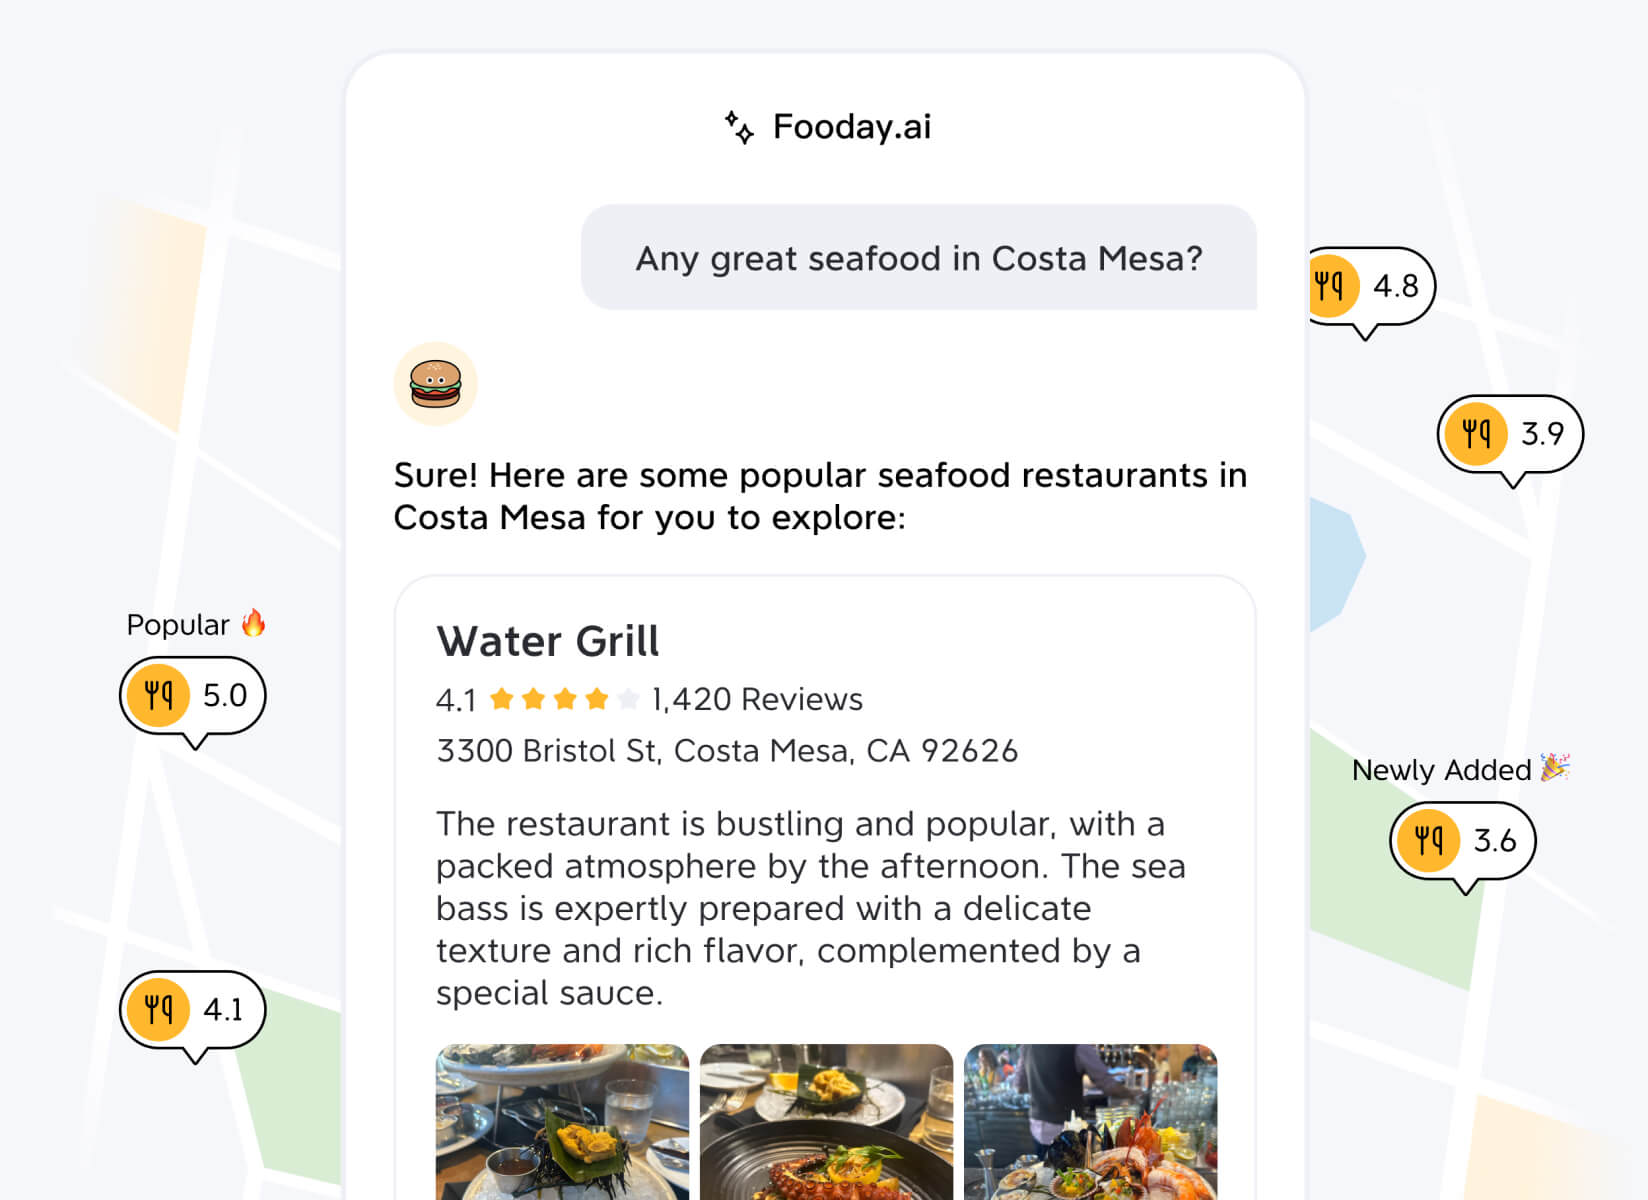 Fooday.ai
Any great seafood in Costa Mesa?
4.8
3.9
Sure! Here are some popular seafood restaurants in
Costa Mesa for you to explore:
Popular 🔥
5.0
Water Grill
4.1 1,420 Reviews
3300 Bristol St, Costa Mesa, CA 92626
Newly Added 🎉
3.6
The restaurant is bustling and popular, with a
packed atmosphere by the afternoon. The sea
bass is expertly prepared with a delicate
texture and rich flavor, complemented by a
special sauce.
4.1